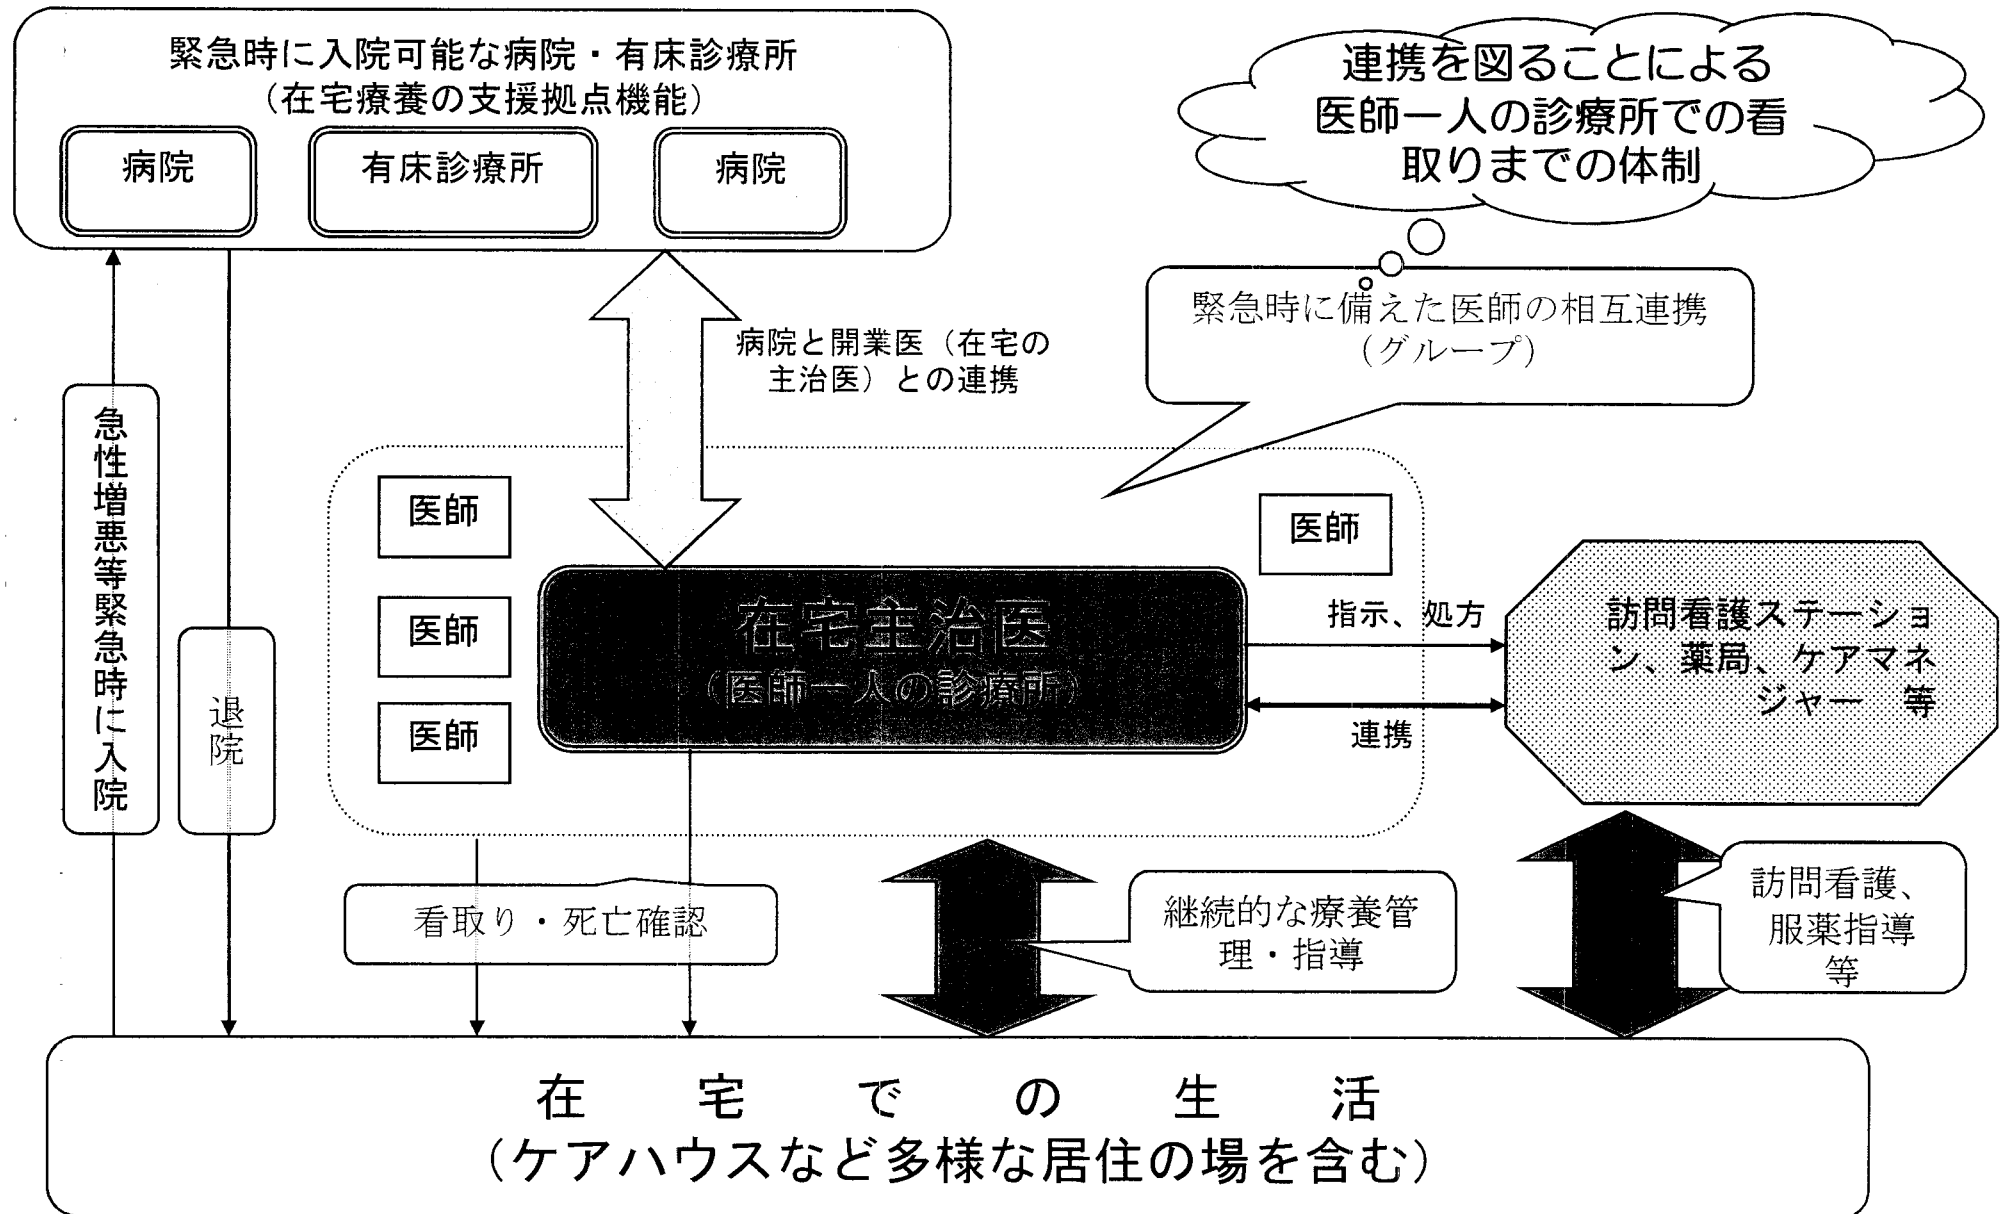 緊急時に入院可能な病院・有床診療所
（在宅療養の支援拠点機能）
病院
有床診療所
病院
連携を図ることによる
医師一人の診療所での看
取りまでの体制
緊急時に備えた医師の相互連携
（グループ）
病院と開業医（在宅の
主治医）との連携
急性増悪等緊急時に入院
退院
医師
医師
医師
医師
在宅主治医
（医師一人の診療所）
指示、処方
連携
訪問看護ステーショ
ン、薬局、ケアマネ
ジャー　等
看取り・死亡確認
継続的な療養管
理・指導
訪問看護、
服薬指導
等
在　宅　で　の　生　活
（ケアハウスなど多様な居住の場を含む）